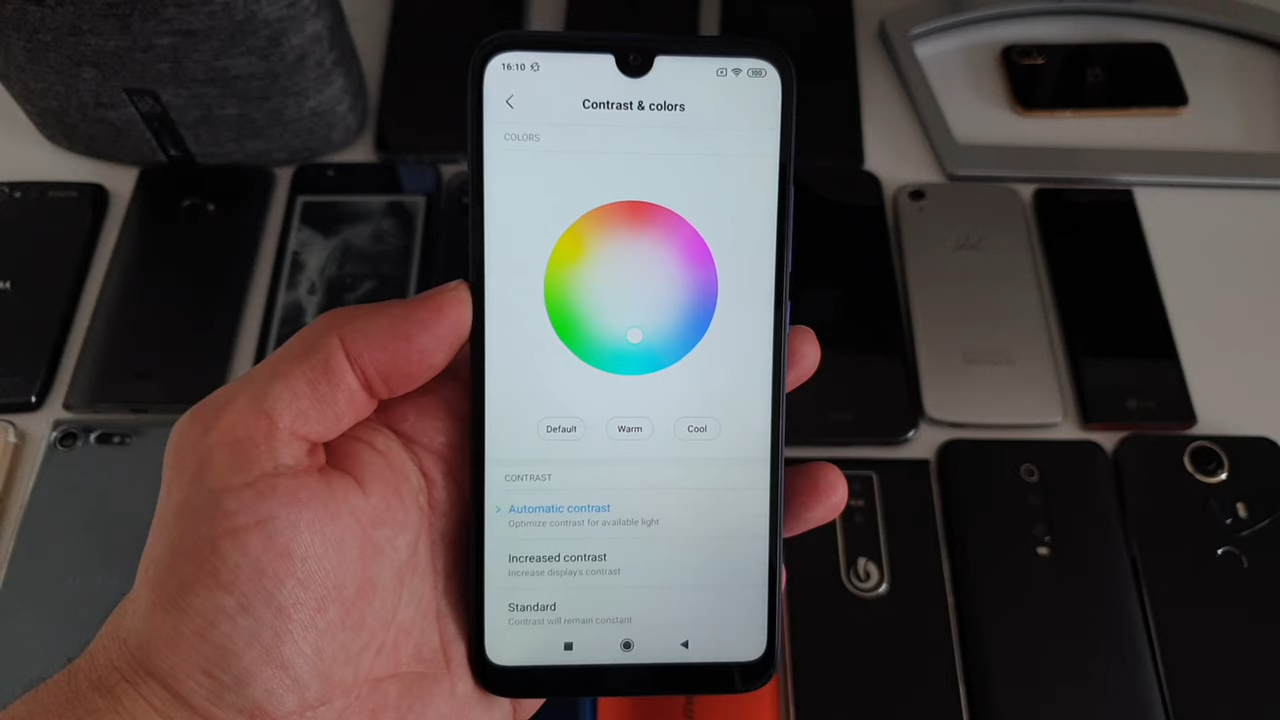 16:10
100
Contrast & colors
COLORS
Default
Warm
Cool
CONTRAST
Automatic contrast
Optimize contrast for available light
Increased contrast
Increase display's contrast
Standard
Contrast will remain constant